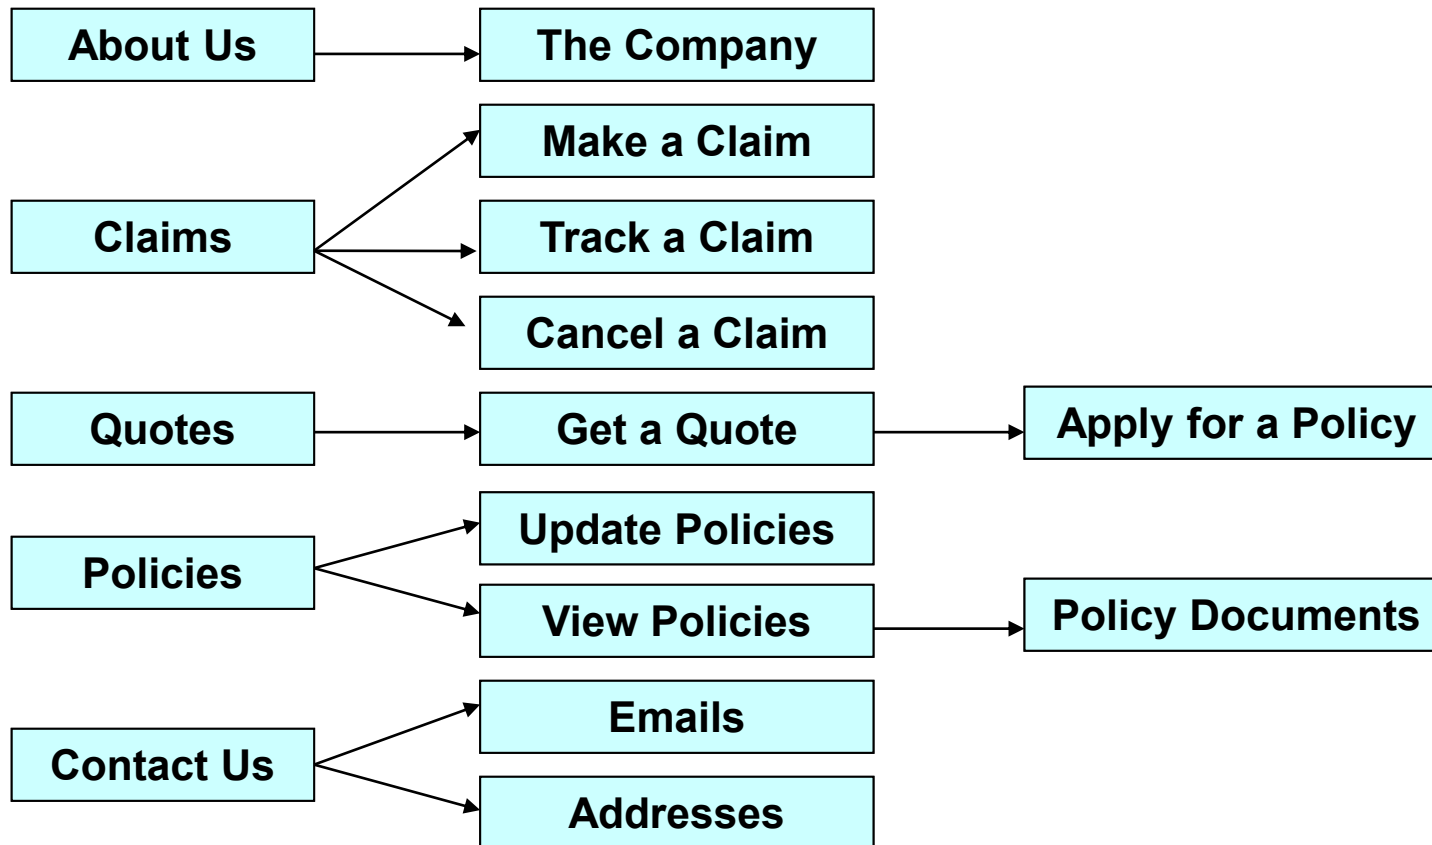 About Us
The Company
Make a Claim
Claims
Track a Claim
Cancel a Claim
Quotes
Get a Quote
Apply for a Policy
Update Policies
Policies
View Policies
Policy Documents
Emails
Contact Us
Addresses